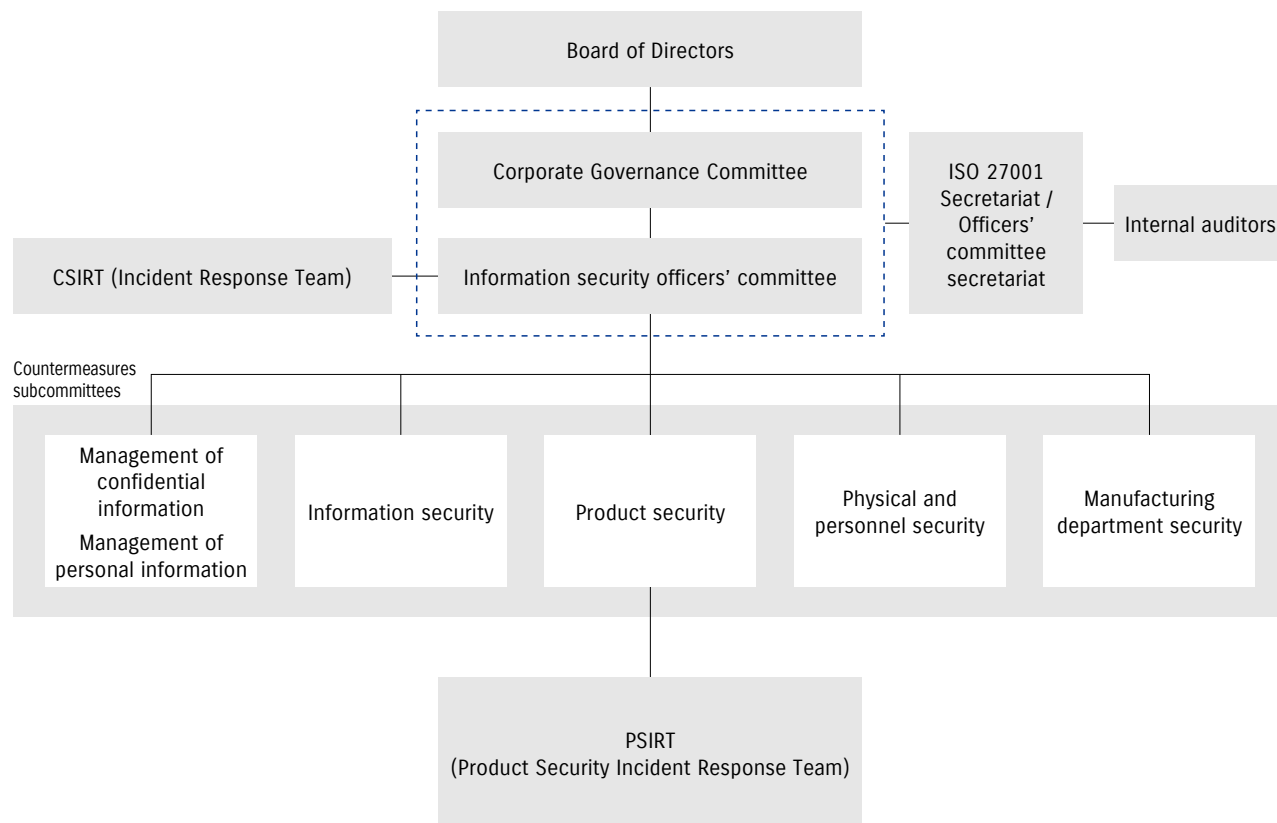 Board of Directors
Corporate Governance Committee
ISO 27001
Secretariat /
Officers’
committee
secretariat
Internal auditors
CSIRT (Incident Response Team)
Information security officers’ committee
Countermeasures
subcommittees
Management of
confidential
information
Management of
personal information
Information security
Product security
Physical and
personnel security
Manufacturing
department security
PSIRT
(Product Security Incident Response Team)